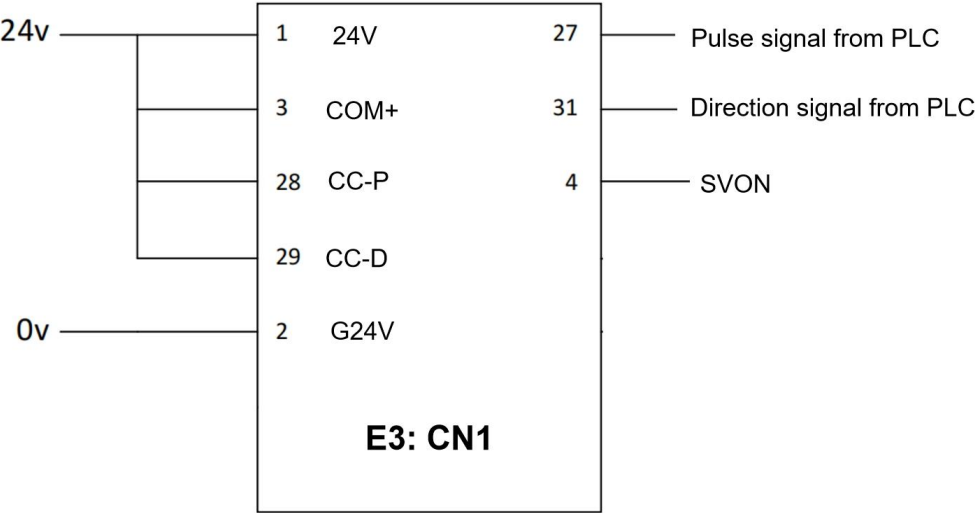 24v 1 24V 27 Pulse signal from PLC
3 COM+ 31 Direction signal from PLC
28 CC-P 4 SVON
29 CC-D
0v 2 G24V
E3: CN1